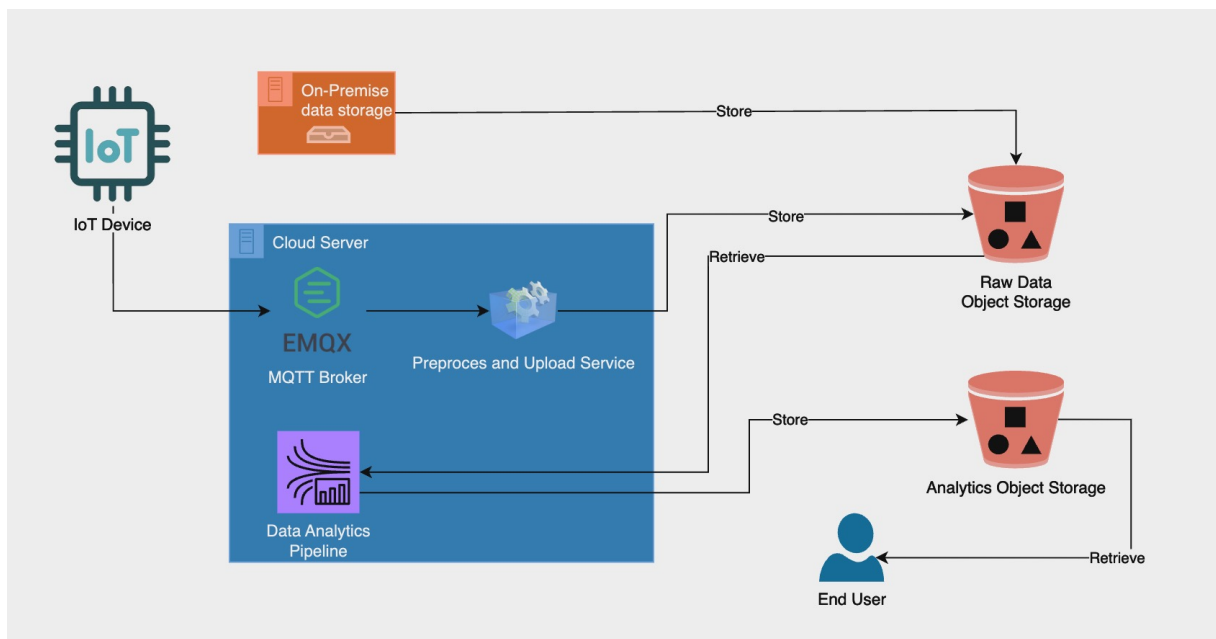 On-Premise
data storage
Store
IoT
IoT Device
Cloud Server
Store
Retrieve
Raw Data
Object Storage
EMQX
MQTT Broker
Preproces and Upload Service
Store
Analytics Object Storage
Data Analytics
Pipeline
Retrieve
End User